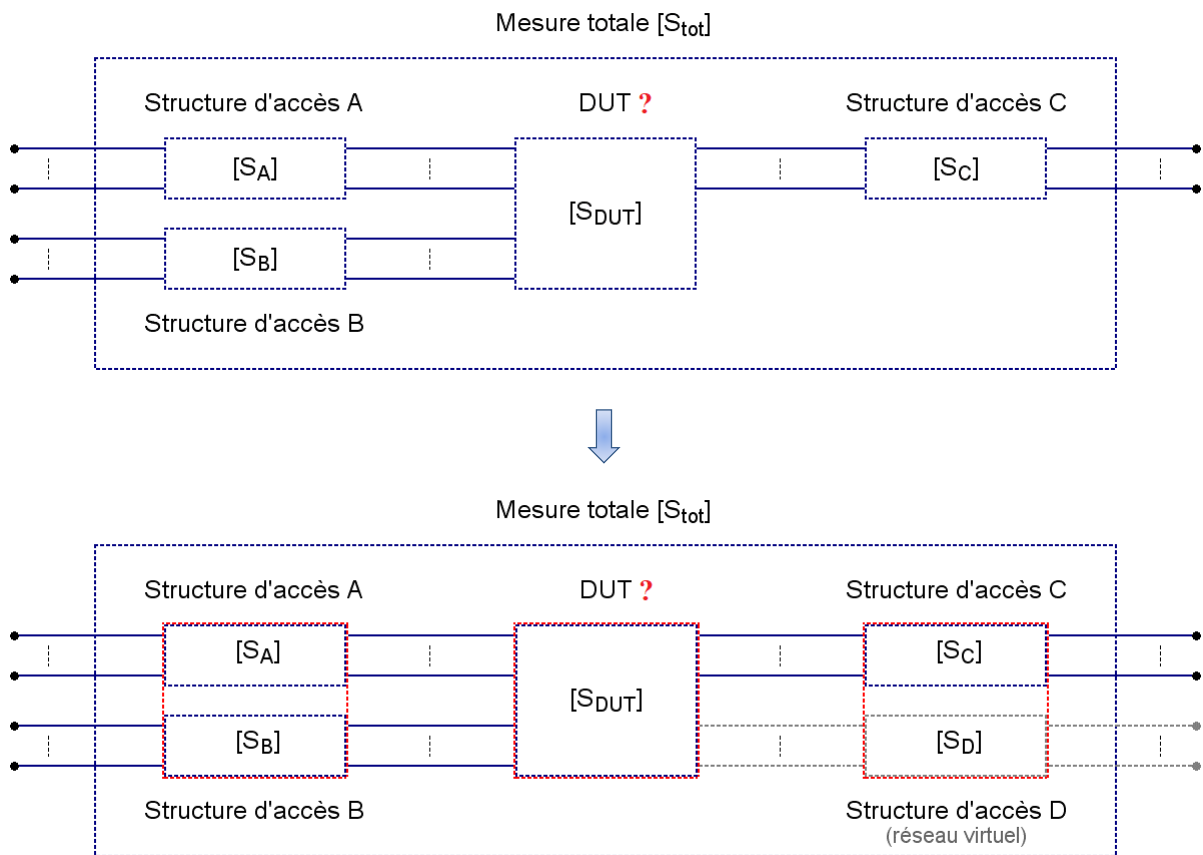 Mesure totale [Stot]
Structure d'accès A DUT ? Structure d'accès C
[SA] [SC]
[SDUT]
[SB]
Structure d'accès B
Mesure totale [Stot]
Structure d'accès A DUT ? Structure d'accès C
[SA] [SC]
[SDUT]
[SB] [SD]
Structure d'accès B Structure d'accès D
(réseau virtuel)